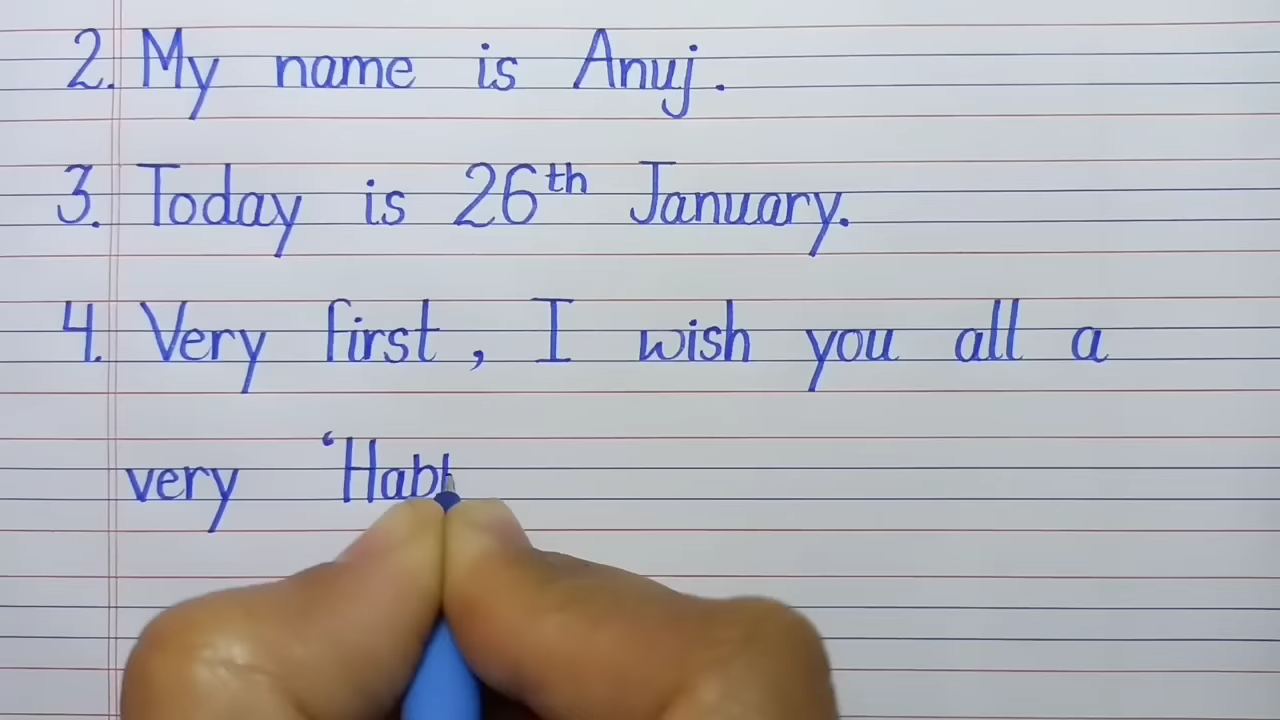 2. My name is Anuj.
3. Today is 26th January.
4. Very first, I wish you all a
very